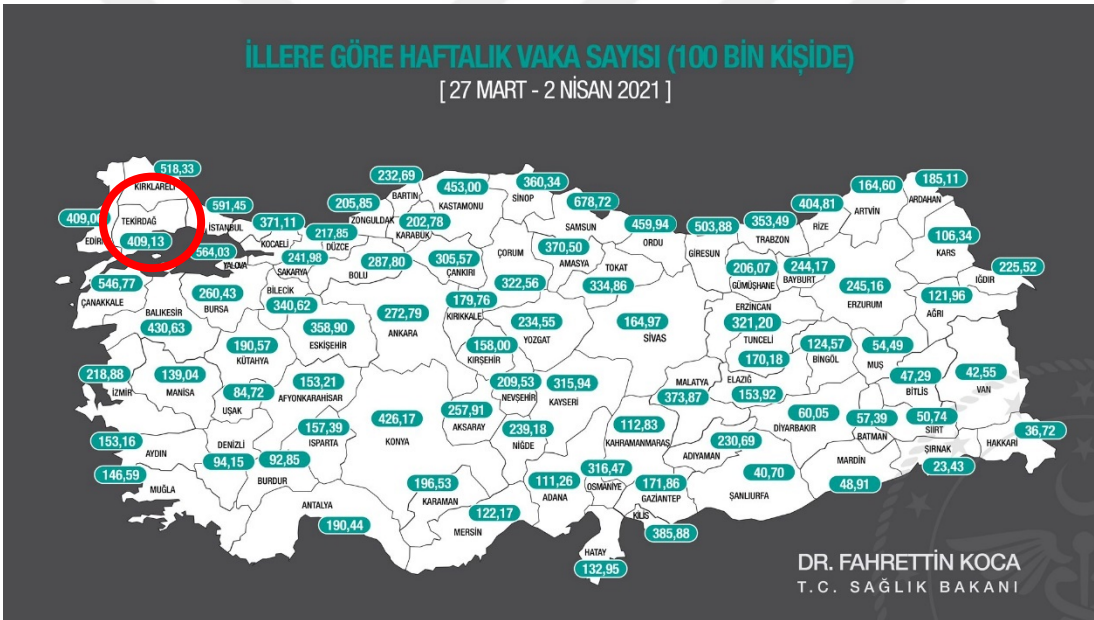 İLLERE GÖRE HAFTALIK VAKA SAYISI (100 BİN KİŞİDE)
[ 27 MART - 2 NİSAN 2021 ]
518,33
KIRKLARELİ
409,0
EDİR
TEKİRDAĞ
409,13
591,45
İSTANBUL
564,03
YALOVA
371,11
KOCAELİ
241,98
SAKARYA
217,85
DÜZCE
205,85
ZONGULDAK
232,69
BARTIN
202,78
KARABÜK
453,00
KASTAMONU
360,34
SİNOP
678,72
SAMSUN
459,94
ORDU
503,88
GİRESUN
353,49
TRABZON
404,81
RİZE
164,60
ARTVİN
185,11
ARDAHAN
106,34
KARS
225,52
IĞDIR
121,96
AĞRI
245,16
ERZURUM
244,17
BAYBURT
206,07
GÜMÜŞHANE
ERZİNCAN
321,20
TUNCELİ
170,18
ELAZIĞ
153,92
124,57
BİNGÖL
54,49
MUŞ
47,29
BİTLİS
42,55
VAN
36,72
HAKKARİ
23,43
ŞIRNAK
50,74
SİİRT
57,39
BATMAN
60,05
DİYARBAKIR
MARDİN
48,91
40,70
ŞANLIURFA
230,69
ADIYAMAN
MALATYA
373,87
164,97
SİVAS
TOKAT
334,86
370,50
AMASYA
ÇORUM
322,56
305,57
ÇANKIRI
287,80
BOLU
BİLECİK
340,62
260,43
BURSA
546,77
ÇANAKKALE
BALIKESİR
430,63
190,57
KÜTAHYA
358,90
ESKİŞEHİR
272,79
ANKARA
179,76
KIRIKKALE
158,00
KIRŞEHİR
234,55
YOZGAT
209,53
NEVŞEHİR
315,94
KAYSERİ
257,91
AKSARAY
239,18
NİĞDE
426,17
KONYA
153,21
AFYONKARAHİSAR
84,72
UŞAK
139,04
MANİSA
218,88
İZMİR
153,16
AYDIN
146,59
MUĞLA
DENİZLİ
94,15
92,85
BURDUR
157,39
ISPARTA
ANTALYA
190,44
196,53
KARAMAN
122,17
MERSİN
111,26
ADANA
316,47
OSMANİYE
112,83
KAHRAMANMARAŞ
171,86
GAZİANTEP
KİLİS
385,88
HATAY
132,95
DR. FAHRETTİN KOCA
T.C. SAĞLIK BAKANI